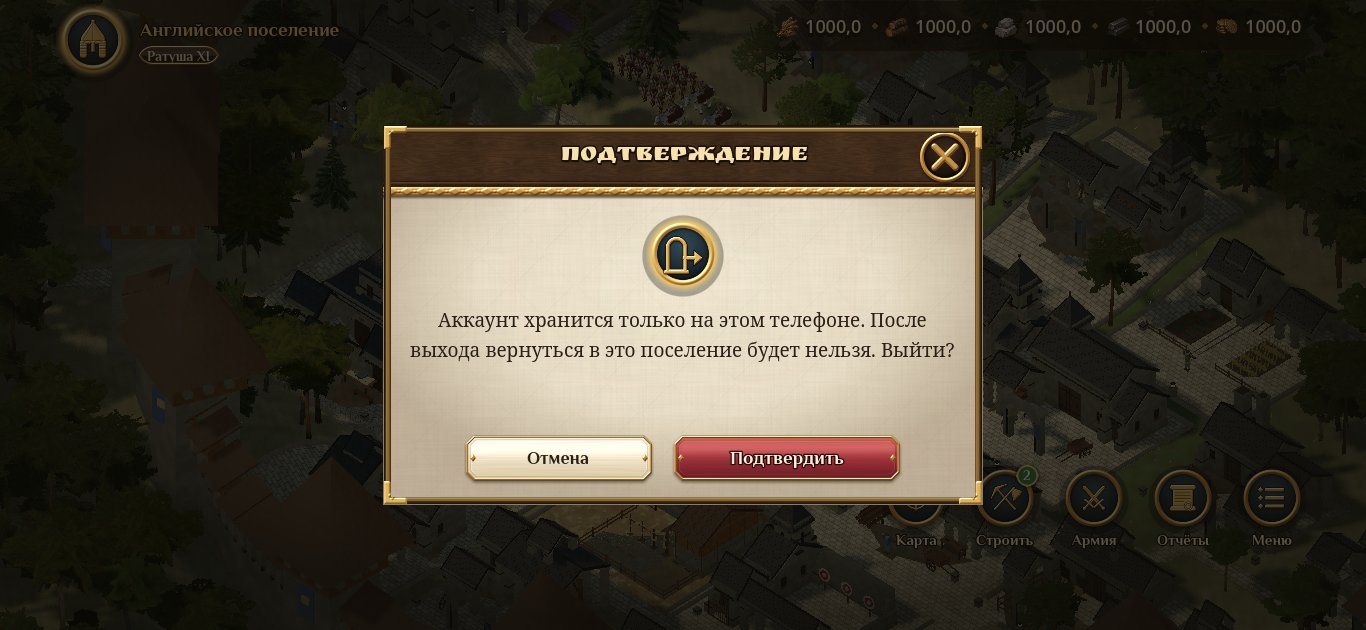 Английское поселение
Ратуша XI
1000,0 1000,0 1000,0 1000,0 1000,0
ПОДТВЕРЖДЕНИЕ
Аккаунт хранится только на этом телефоне. После
выхода вернуться в это поселение будет нельзя. Выйти?
Отмена Подтвердить
2
Карта Строить Армия Отчёты Меню